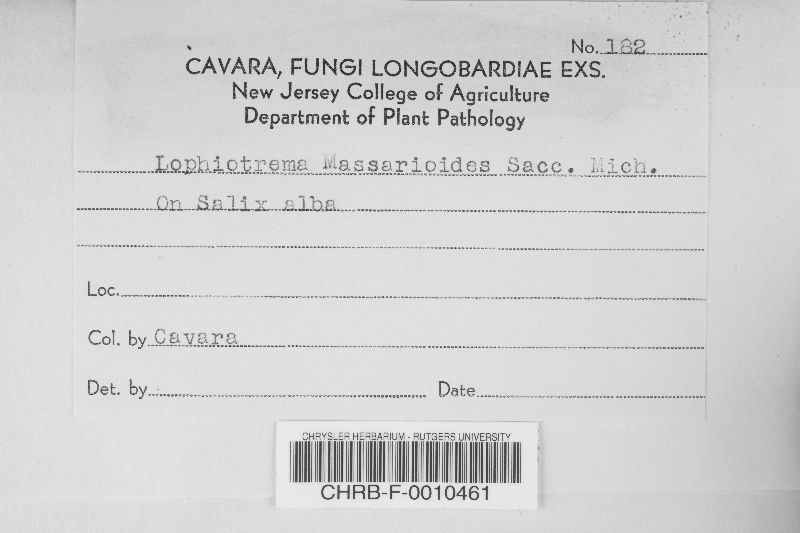 No. 182
CAVARA, FUNGI LONGOBARDIAE EXS.
New Jersey College of Agriculture
Department of Plant Pathology
Lophiotrema Massarioides Sacc. Mich.
On Salix alba
Loc.
Col. by Cavara
Det. by Date
CHRYSLER HERBARIUM - RUTGERS UNIVERSITY
CHRB-F-0010461